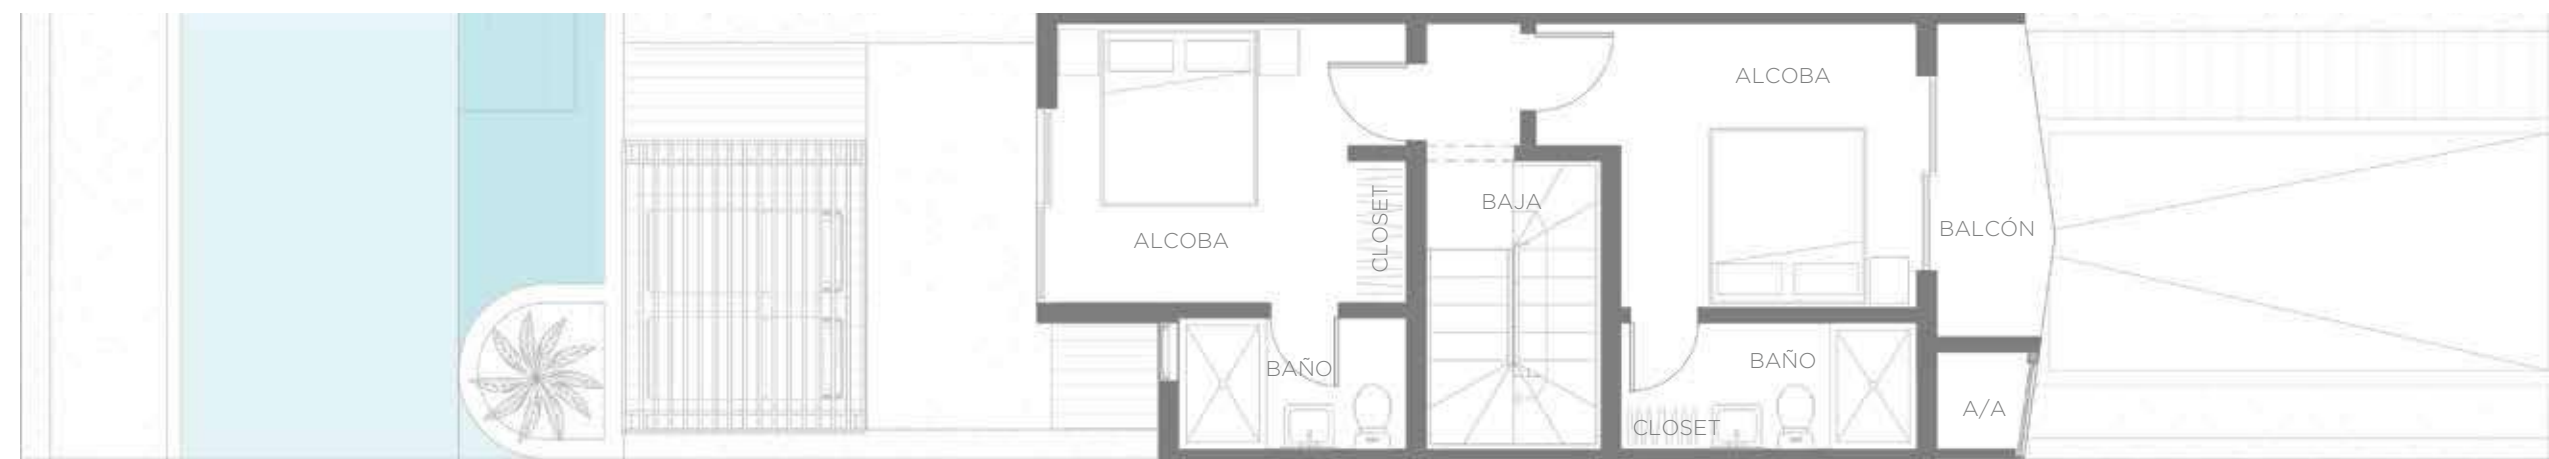 ALCOBA
BALCÓN
BAJA
CLOSET
ALCOBA
BAÑO
BAÑO
A/A
CLOSET